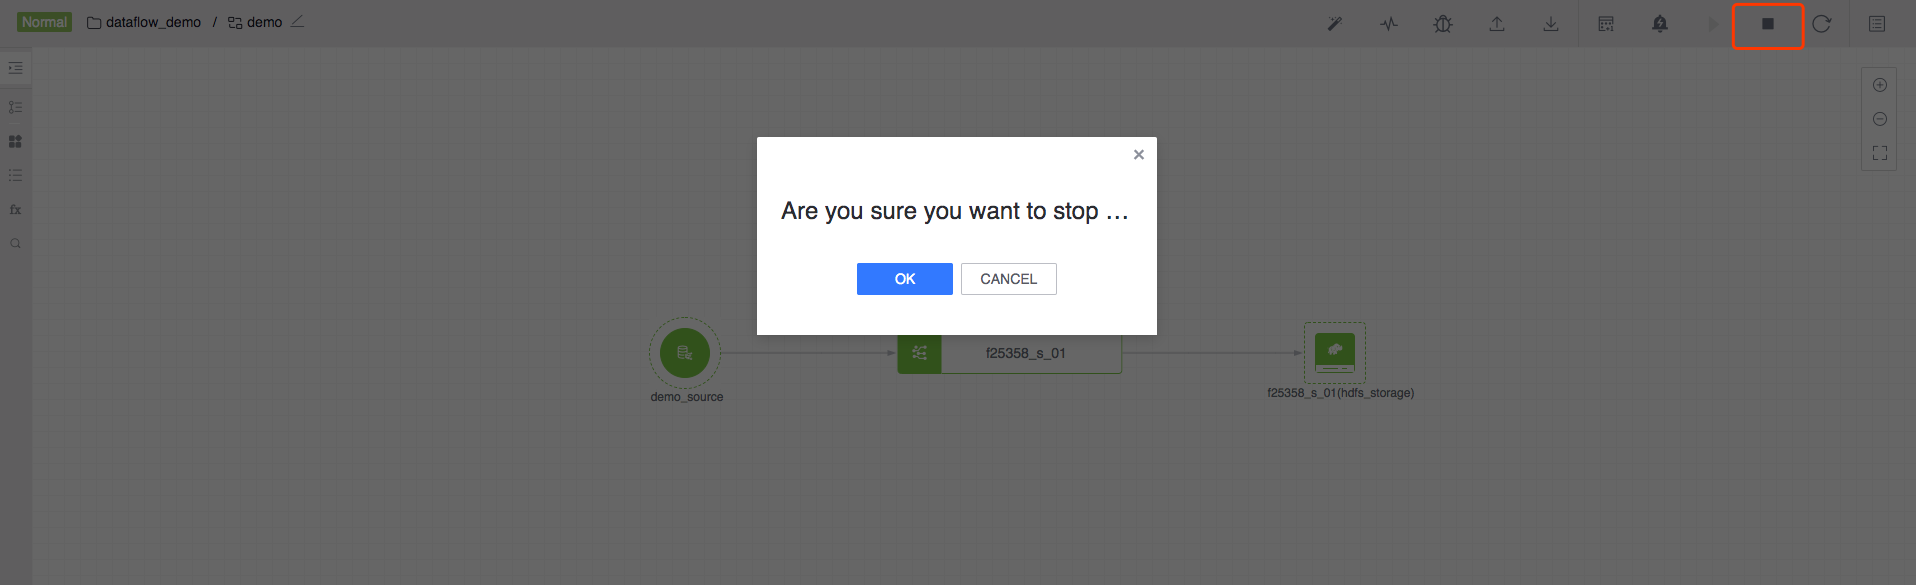 Normal dataflow_demo / demo
fx
Are you sure you want to stop ...
OK CANCEL
f25358_s_01
demo_source
f25358_s_01(hdfs_storage)